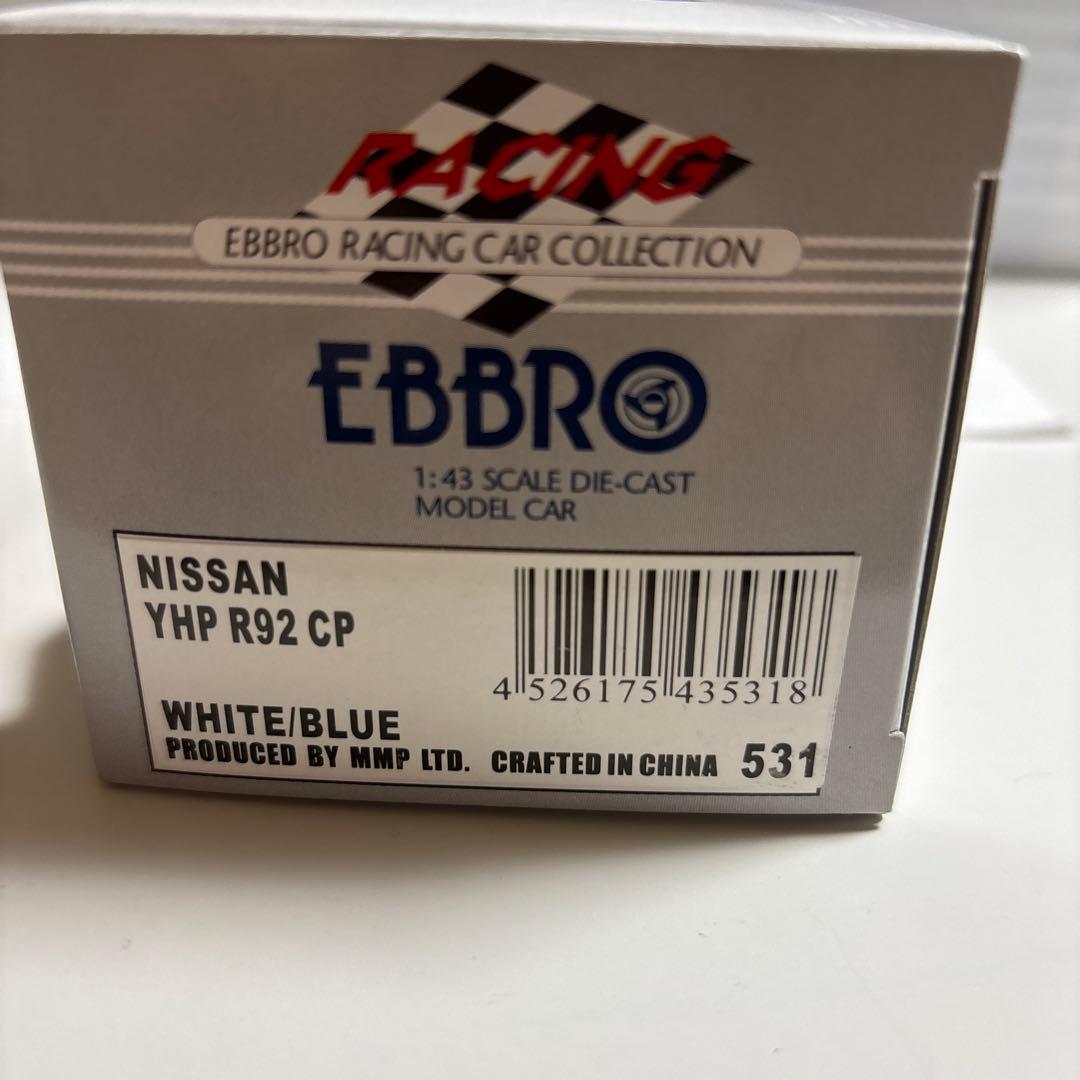 RACING
EBBRO RACING CAR COLLECTION
EBBRO
1:43 SCALE DIE-CAST
MODEL CAR
NISSAN
YHP R92 CP
4 526175 435318
WHITE/BLUE
PRODUCED BY MMP LTD. CRAFTED IN CHINA 531